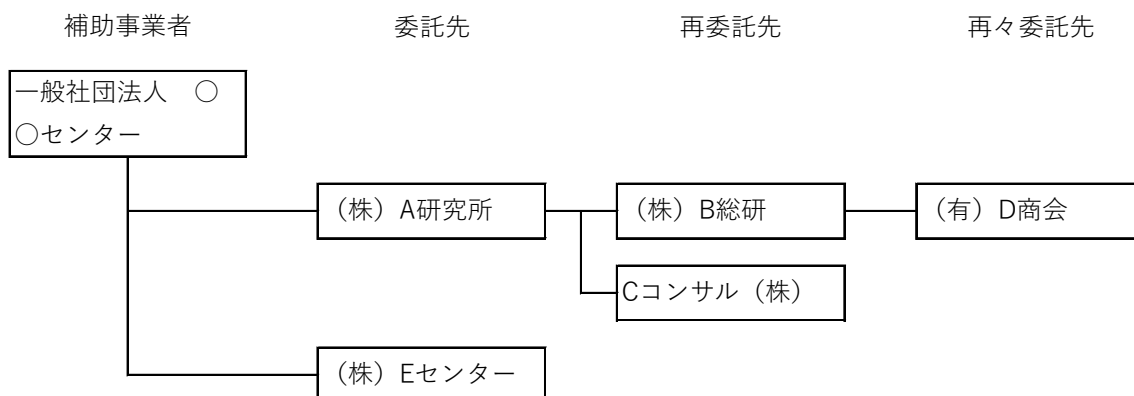 補助事業者　委託先　再委託先　再々委託先
一般社団法人　○
○センター
（株）A研究所
（株）B総研
（有）D商会
Cコンサル（株）
（株）Eセンター